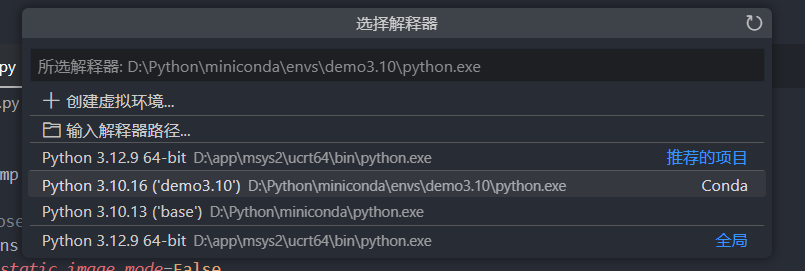 选择解释器
py
所选解释器: D:\Python\miniconda\envs\demo3.10\python.exe
创建虚拟环境...
.py
输入解释器路径...
Python 3.12.9 64-bit D:\app\msys2\ucrt64\bin\python.exe 推荐的项目
mp
Python 3.10.16 ('demo3.10') D:\Python\miniconda\envs\demo3.10\python.exe Conda
Python 3.10.13 ('base') D:\Python\miniconda\python.exe
ose
Python 3.12.9 64-bit D:\app\msys2\ucrt64\bin\python.exe 全局
ns
static_image_mode=False